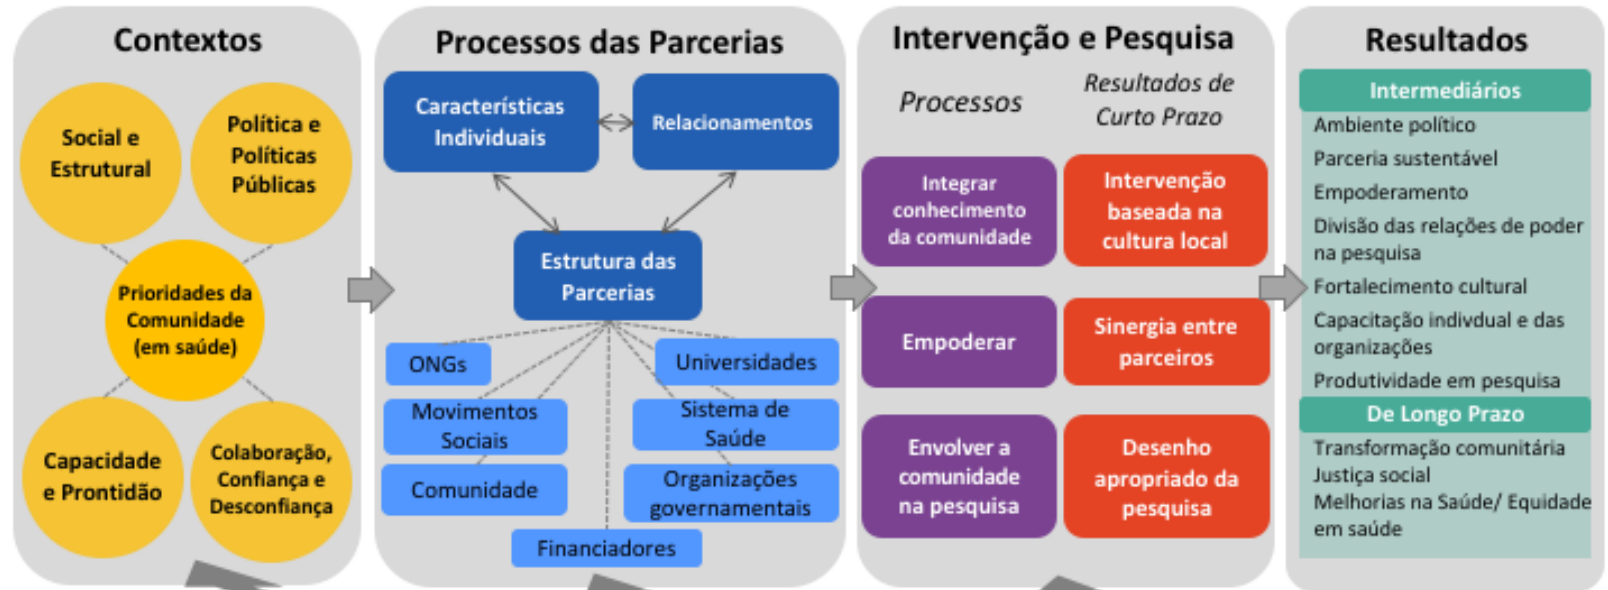 Contextos
Social e
Estrutural
Política e
Políticas
Públicas
Prioridades da
Comunidade
(em saúde)
Capacidade
e Prontidão
Colaboração,
Confiança e
Desconfiança
Processos das Parcerias
Características
Individuais
Relacionamentos
Estrutura das
Parcerias
ONGs
Universidades
Movimentos
Sociais
Sistema de
Saúde
Comunidade
Organizações
governamentais
Financiadores
Intervenção e Pesquisa
Processos
Resultados de
Curto Prazo
Integrar
conhecimento
da comunidade
Intervenção
baseada na
cultura local
Empoderar
Sinergia entre
parceiros
Envolver a
comunidade
na pesquisa
Desenho
apropriado da
pesquisa
Resultados
Intermediários
Ambiente político
Parceria sustentável
Empoderamento
Divisão das relações de poder
na pesquisa
Fortalecimento cultural
Capacitação indivdual e das
organizações
Produtividade em pesquisa
De Longo Prazo
Transformação comunitária
Justiça social
Melhorias na Saúde/ Equidade
em saúde